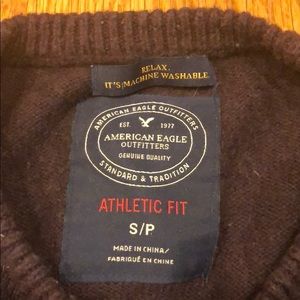 RELAX.
IT'S MACHINE WASHABLE.
AMERICAN EAGLE OUTFITTERS
EST. 1977
AMERICAN EAGLE
OUTFITTERS
GENUINE QUALITY
STANDARD & TRADITION
ATHLETIC FIT
S/P
MADE IN CHINA/
FABRIQUÉ EN CHINE